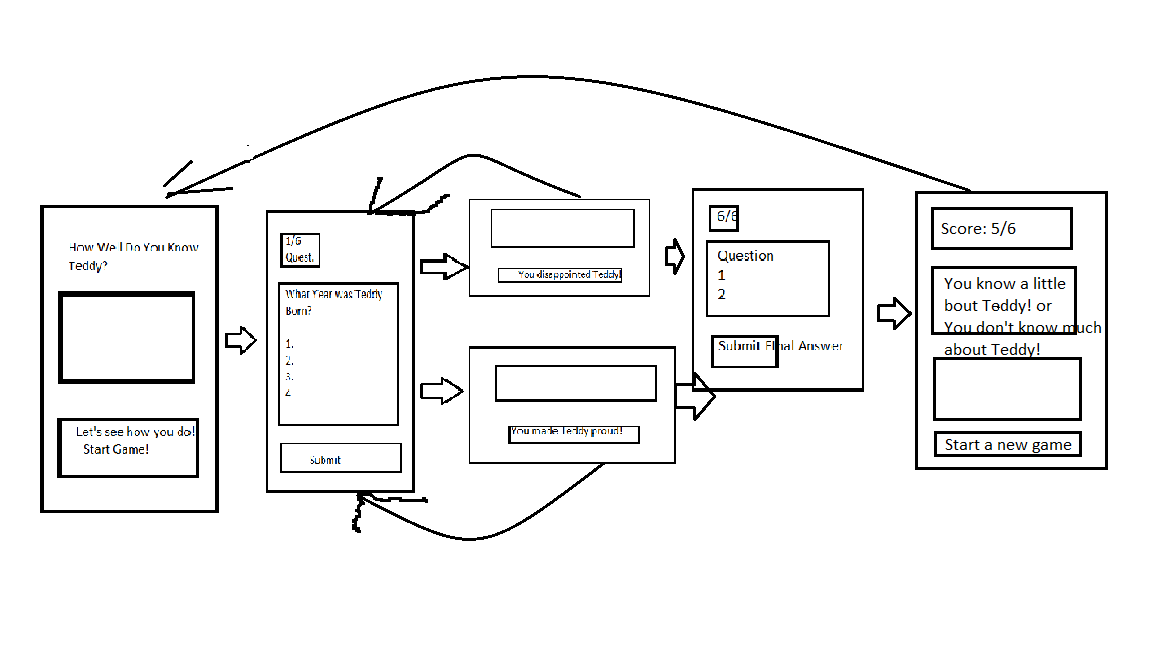 How Well Do You Know
Teddy?
Let's see how you do!
Start Game!
1/6
Quest.
What Year was Teddy
Born?
1.
2.
3.
4
Submit
You disappointed Teddy!
You made Teddy proud!
6/6
Question
1
2
Submit FInal Answer
Score: 5/6
You know a little
bout Teddy! or
You don't know much
about Teddy!
Start a new game